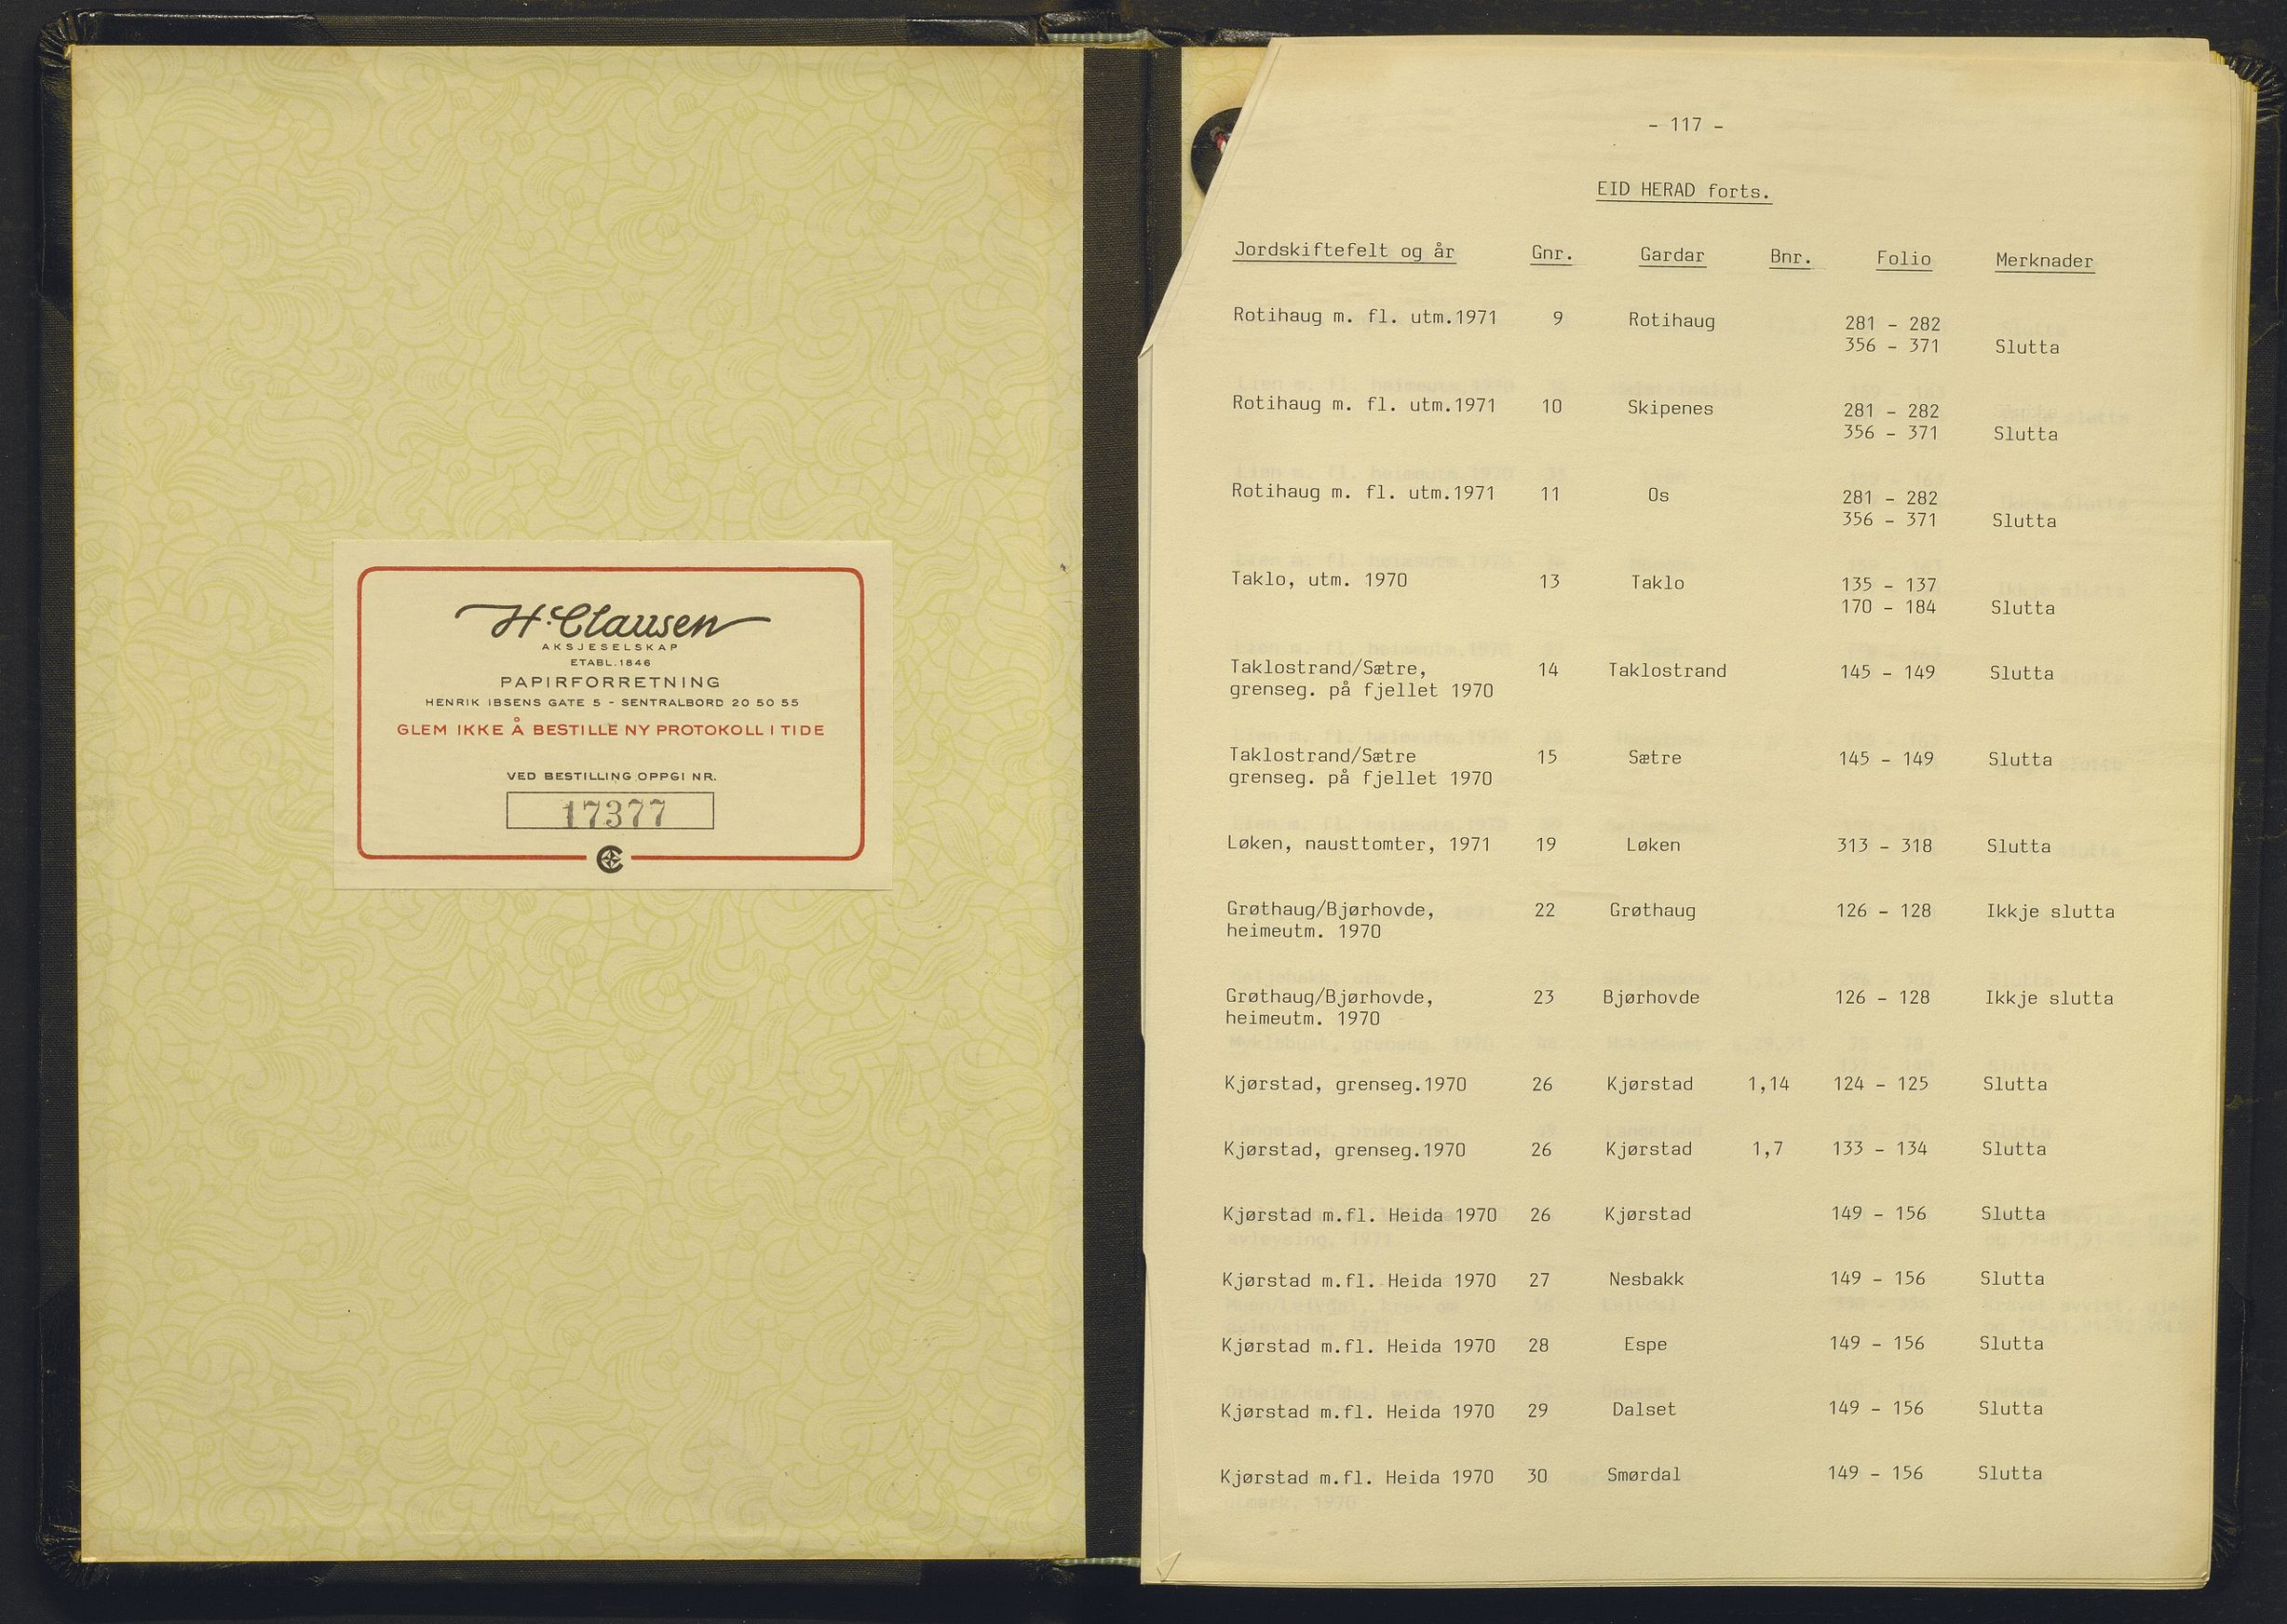 H. Clausen
AKSJESELSKAP
ETABL. 1846
PAPIRFORRETNING
HENRIK IBSENS GATE 5 - SENTRALBORD 20 50 55
GLEM IKKE Å BESTILLE NY PROTOKOLL I TIDE
VED BESTILLING OPPGI NR.
17377
- 117 -
EID HERAD forts.
Jordskiftefelt og år Gnr. Gardar Bnr. Folio Merknader
Rotihaug m. fl. utm.1971 9 Rotihaug 281 - 282
356 - 371 Slutta
Rotihaug m. fl. utm.1971 10 Skipenes 281 - 282
356 - 371 Slutta
Rotihaug m. fl. utm.1971 11 Os 281 - 282
356 - 371 Slutta
Taklo, utm. 1970 13 Taklo 135 - 137
170 - 184 Slutta
Taklostrand/Sætre, 14 Taklostrand 145 - 149 Slutta
grenseg. på fjellet 1970
Taklostrand/Sætre 15 Sætre 145 - 149 Slutta
grenseg. på fjellet 1970
Løken, nausttomter, 1971 19 Løken 313 - 318 Slutta
Grøthaug/Bjørhovde, 22 Grøthaug 126 - 128 Ikkje slutta
heimeutm. 1970
Grøthaug/Bjørhovde, 23 Bjørhovde 126 - 128 Ikkje slutta
heimeutm. 1970
Kjørstad, grenseg.1970 26 Kjørstad 1,14 124 - 125 Slutta
Kjørstad, grenseg.1970 26 Kjørstad 1,7 133 - 134 Slutta
Kjørstad m.fl. Heida 1970 26 Kjørstad 149 - 156 Slutta
Kjørstad m.fl. Heida 1970 27 Nesbakk 149 - 156 Slutta
Kjørstad m.fl. Heida 1970 28 Espe 149 - 156 Slutta
Kjørstad m.fl. Heida 1970 29 Dalset 149 - 156 Slutta
Kjørstad m.fl. Heida 1970 30 Smørdal 149 - 156 Slutta